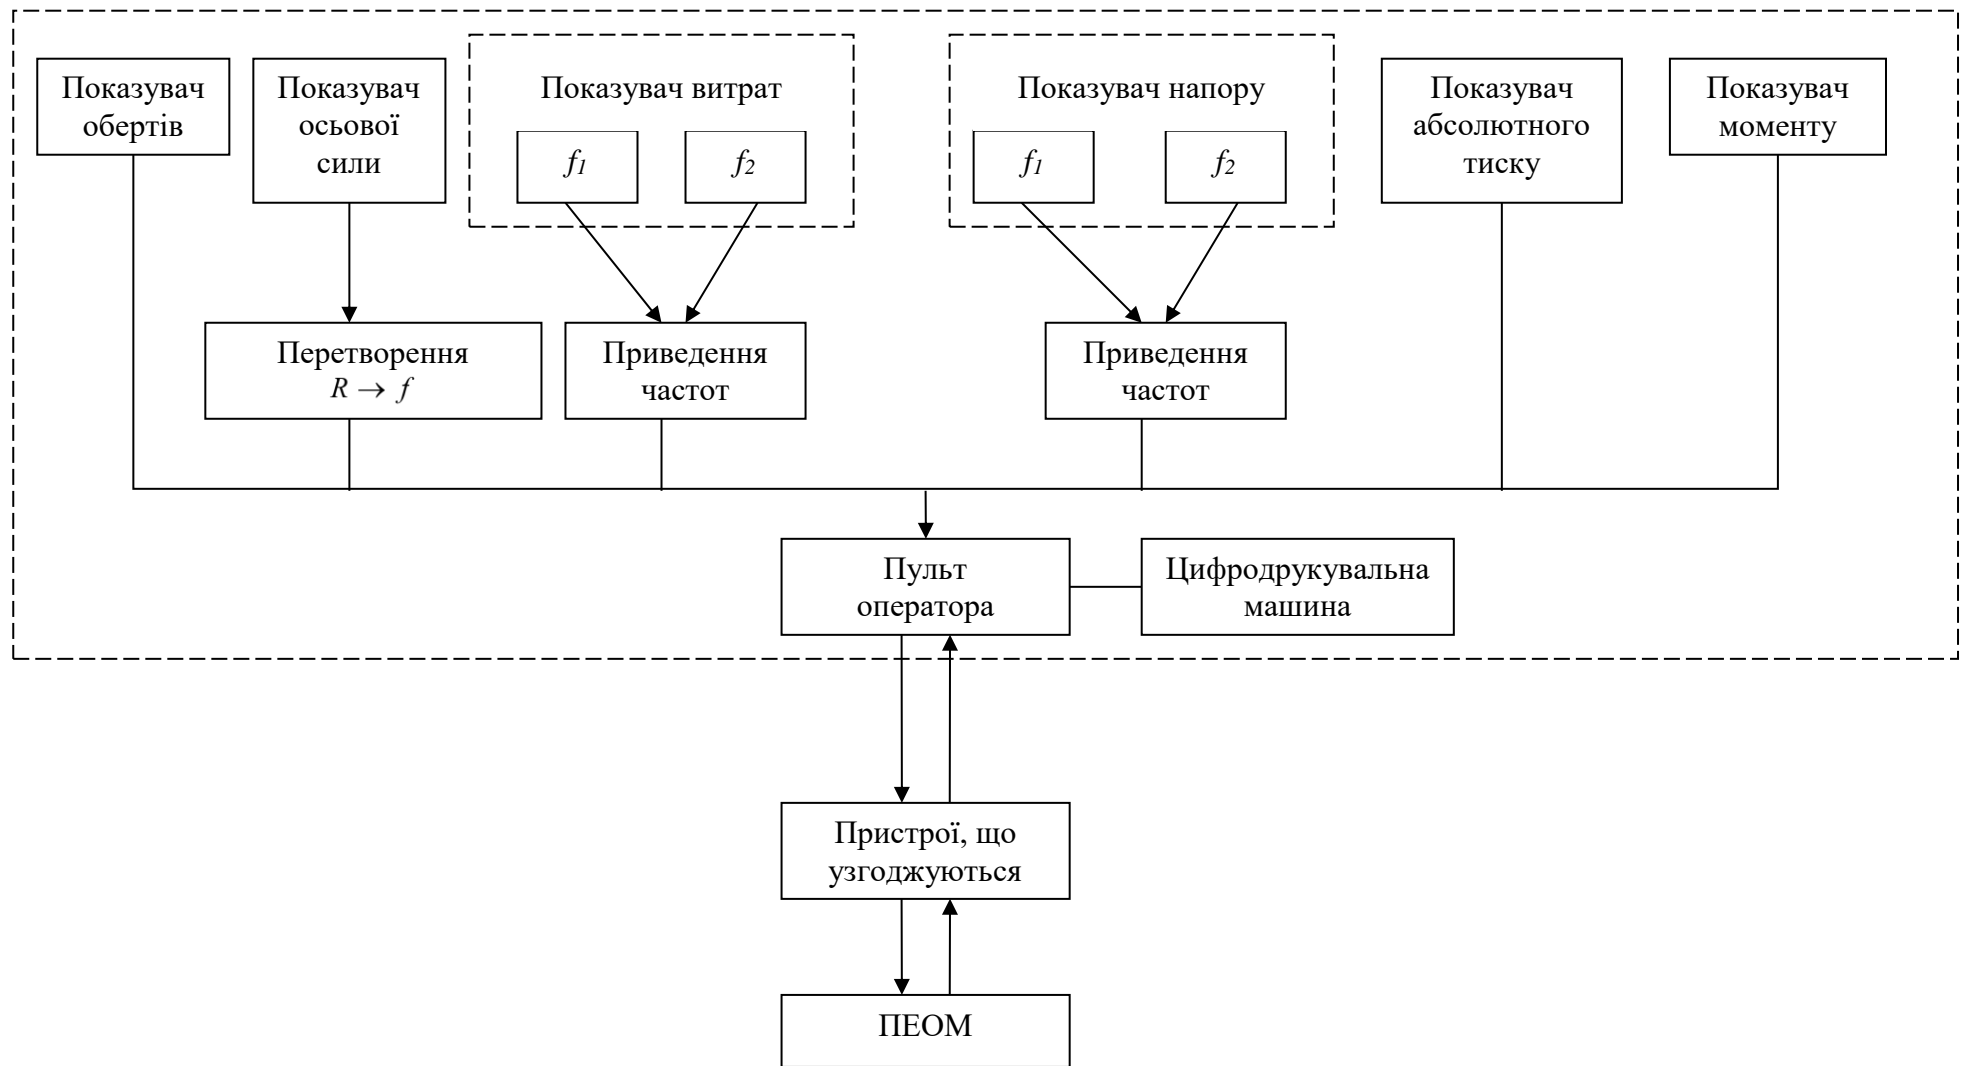 Показувач
обертів
Показувач
осьової
сили
Показувач витрат
f1
f2
Показувач напору
f1
f2
Показувач
абсолютного
тиску
Показувач
моменту
Перетворення
R → f
Приведення
частот
Приведення
частот
Пульт
оператора
Цифродрукувальна
машина
Пристрої, що
узгоджуються
ПЕОМ